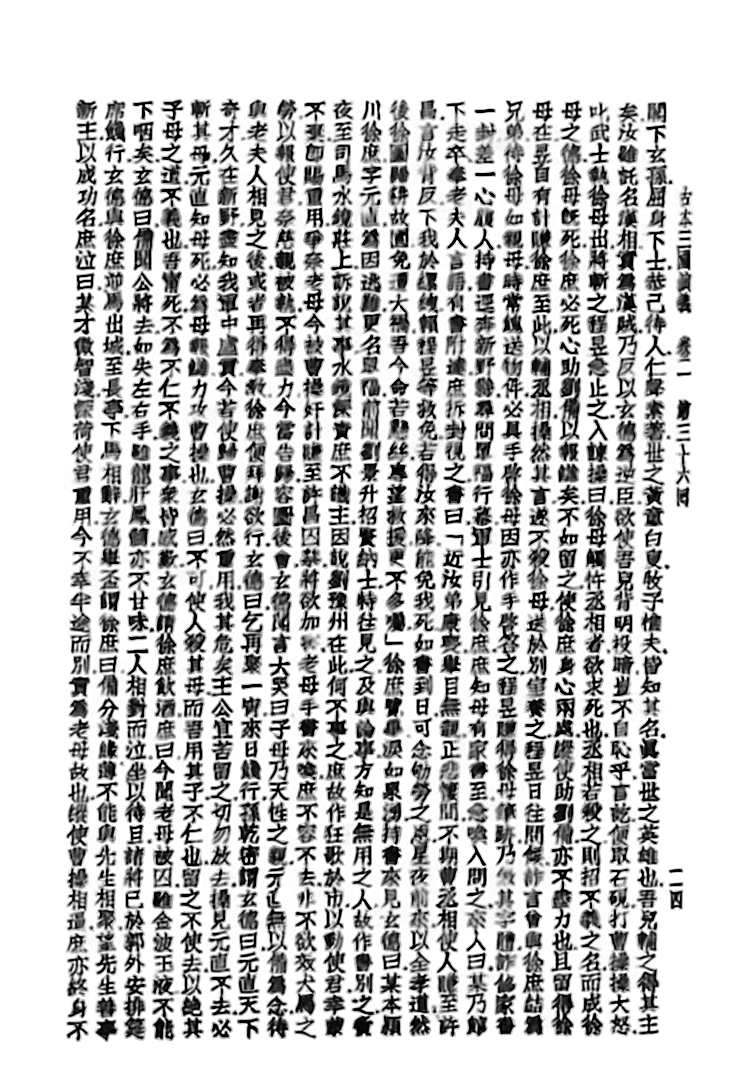 古本三國演義 卷二 第三十六回 二四
閣下玄孫屈身下士恭己待人仁聲素著世之黃童白叟牧子樵夫皆知其名眞當世之英雄也吾兒輔之得其主
矣汝雖託名漢相實爲漢賊乃反以玄德爲逆臣欲使吾兒背明投暗豈不自恥乎言訖便取石硯打曹操操大怒
叱武士執徐母出將斬之程昱急止之入諫操曰徐母觸忤丞相者欲求死也丞相若殺之則招不義之名而成徐
母之德徐母旣死徐庶必死心助劉備以報讎矣不如留之使徐庶身心兩處縱使助劉備亦不盡力也且留得徐
母在昱自有計賺徐庶至此以輔丞相操然其言遂不殺徐母送於別室養之程昱日往問候詐言曾與徐庶結爲
兄弟待徐母如親母時常餽送物件必具手啓徐母因亦作手啓答之程昱賺得徐母筆跡乃倣其字體詐修家書
一封差一心腹人持書逕奔新野縣尋問單福行幕軍士引見徐庶庶知母有家書至急喚入問之來人曰某乃館
下走卒奉老夫人言語有書附達庶拆封視之書曰「近汝弟康喪舉目無親正悲悽間不期曹丞相使人賺至許
昌言汝背反下我於縲絏賴程昱等救免若得汝來降能免我死如書到日可念劬勞之恩星夜前來以全孝道然
後徐圖歸耕故園免遭大禍吾今命若懸絲專望救援更不多囑」徐庶覽畢淚如泉湧持書來見玄德曰某本潁
川徐庶字元直爲因逃難更名單福前聞劉景升招賢納士特往見之及與論事方知是無用之人故作書別之夤
夜至司馬水鏡莊上訴說其事水鏡深責庶不識主因說劉豫州在此何不事之庶故作狂歌於市以動使君幸蒙
不棄卽賜重用爭奈老母今被曹操奸計賺至許昌囚禁將欲加害老母手書來喚庶不容不去非不欲效犬馬之
勞以報使君奈慈親被執不得盡力今當告歸容圖後會玄德聞言大哭曰子母乃天性之親元直無以備爲念待
與老夫人相見之後或者再得奉教徐庶便拜謝欲行玄德曰乞再聚一宵來日餞行孫乾密謂玄德曰元直天下
奇才久在新野盡知我軍中虛實今若使歸曹操必然重用我其危矣主公宜苦留之切勿放去操見元直不去必
斬其母元直知母死必爲母報讎力攻曹操也玄德曰不可使人殺其母而吾用其子不仁也留之不使去以絕其
子母之道不義也吾甯死不爲不仁不義之事衆皆感歎玄德請徐庶飲酒庶曰今聞老母被囚雖金波玉液不能
下咽矣玄德曰備聞公將去如失左右手雖龍肝鳳髓亦不甘味二人相對而泣坐以待旦諸將已於郭外安排筵
席餞行玄德與徐庶並馬出城至長亭下馬相辭玄德舉盃謂徐庶曰備分淺緣薄不能與先生相聚望先生善事
新主以成功名庶泣曰某才微智淺深荷使君重用今不幸半途而別實爲老母故也縱使曹操相逼庶亦終身不